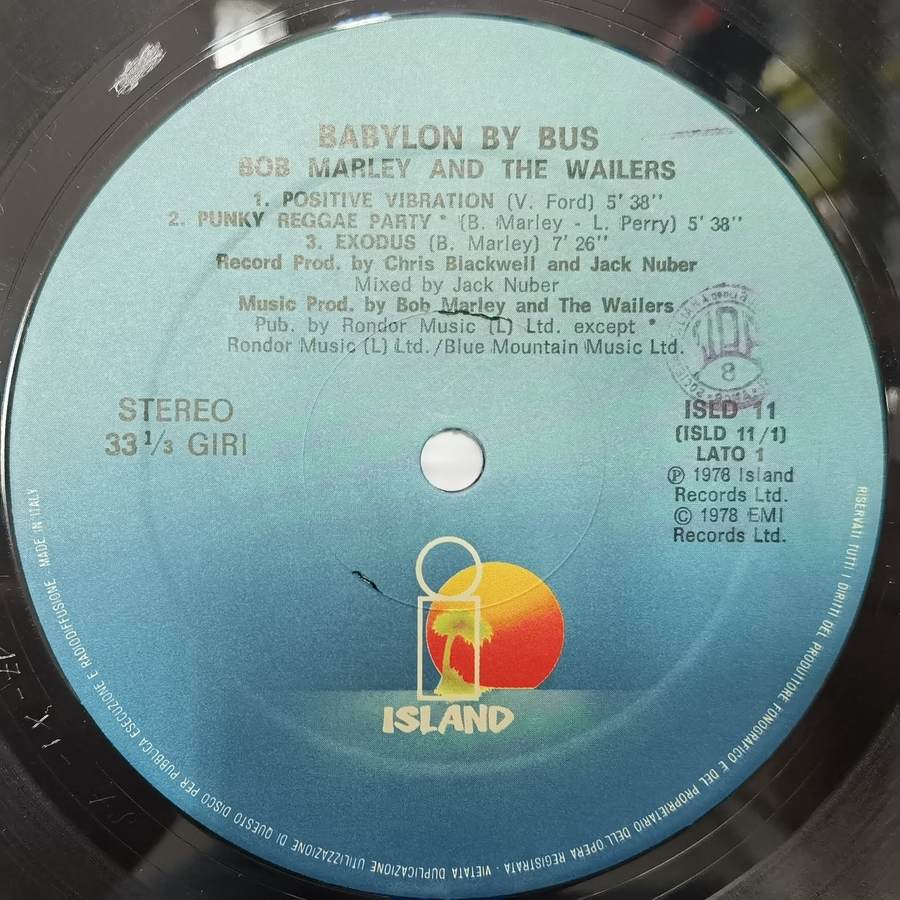 BABYLON BY BUS
BOB MARLEY AND THE WAILERS
1. POSITIVE VIBRATION (V. Ford) 5' 38''
2. PUNKY REGGAE PARTY * (B. Marley - L. Perry) 5' 38''
3. EXODUS (B. Marley) 7' 26''
Record Prod. by Chris Blackwell and Jack Nuber
Mixed by Jack Nuber
Music Prod. by Bob Marley and The Wailers
Pub. by Rondor Music (L) Ltd. except *
Rondor Music (L) Ltd./Blue Mountain Music Ltd.
8
STEREO
33 1/3 GIRI
ISLD 11
(ISLD 11/1)
LATO 1
℗ 1978 Island
Records Ltd.
© 1978 EMI
Records Ltd.
ISLAND
RISERVATI TUTTI I DIRITTI DEL PRODUTTORE FONOGRAFICO E DEL PROPRIETARIO DELL'OPERA REGISTRATA - VIETATA DUPLICAZIONE UTILIZZAZIONE DI QUESTO DISCO PER PUBBLICA ESECUZIONE E RADIODIFFUSIONE - MADE IN ITALY